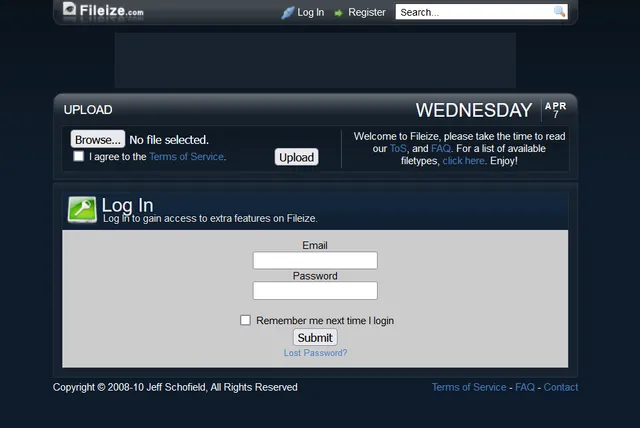 Fileize.com
Log In
Register
Search...
UPLOAD
WEDNESDAY
APR
7
Browse... No file selected.
I agree to the Terms of Service.
Upload
Welcome to Fileize, please take the time to read
our ToS, and FAQ. For a list of available
filetypes, click here. Enjoy!
Log In
Log In to gain access to extra features on Fileize.
Email
Password
Remember me next time I login
Submit
Lost Password?
Copyright © 2008-10 Jeff Schofield, All Rights Reserved
Terms of Service - FAQ - Contact